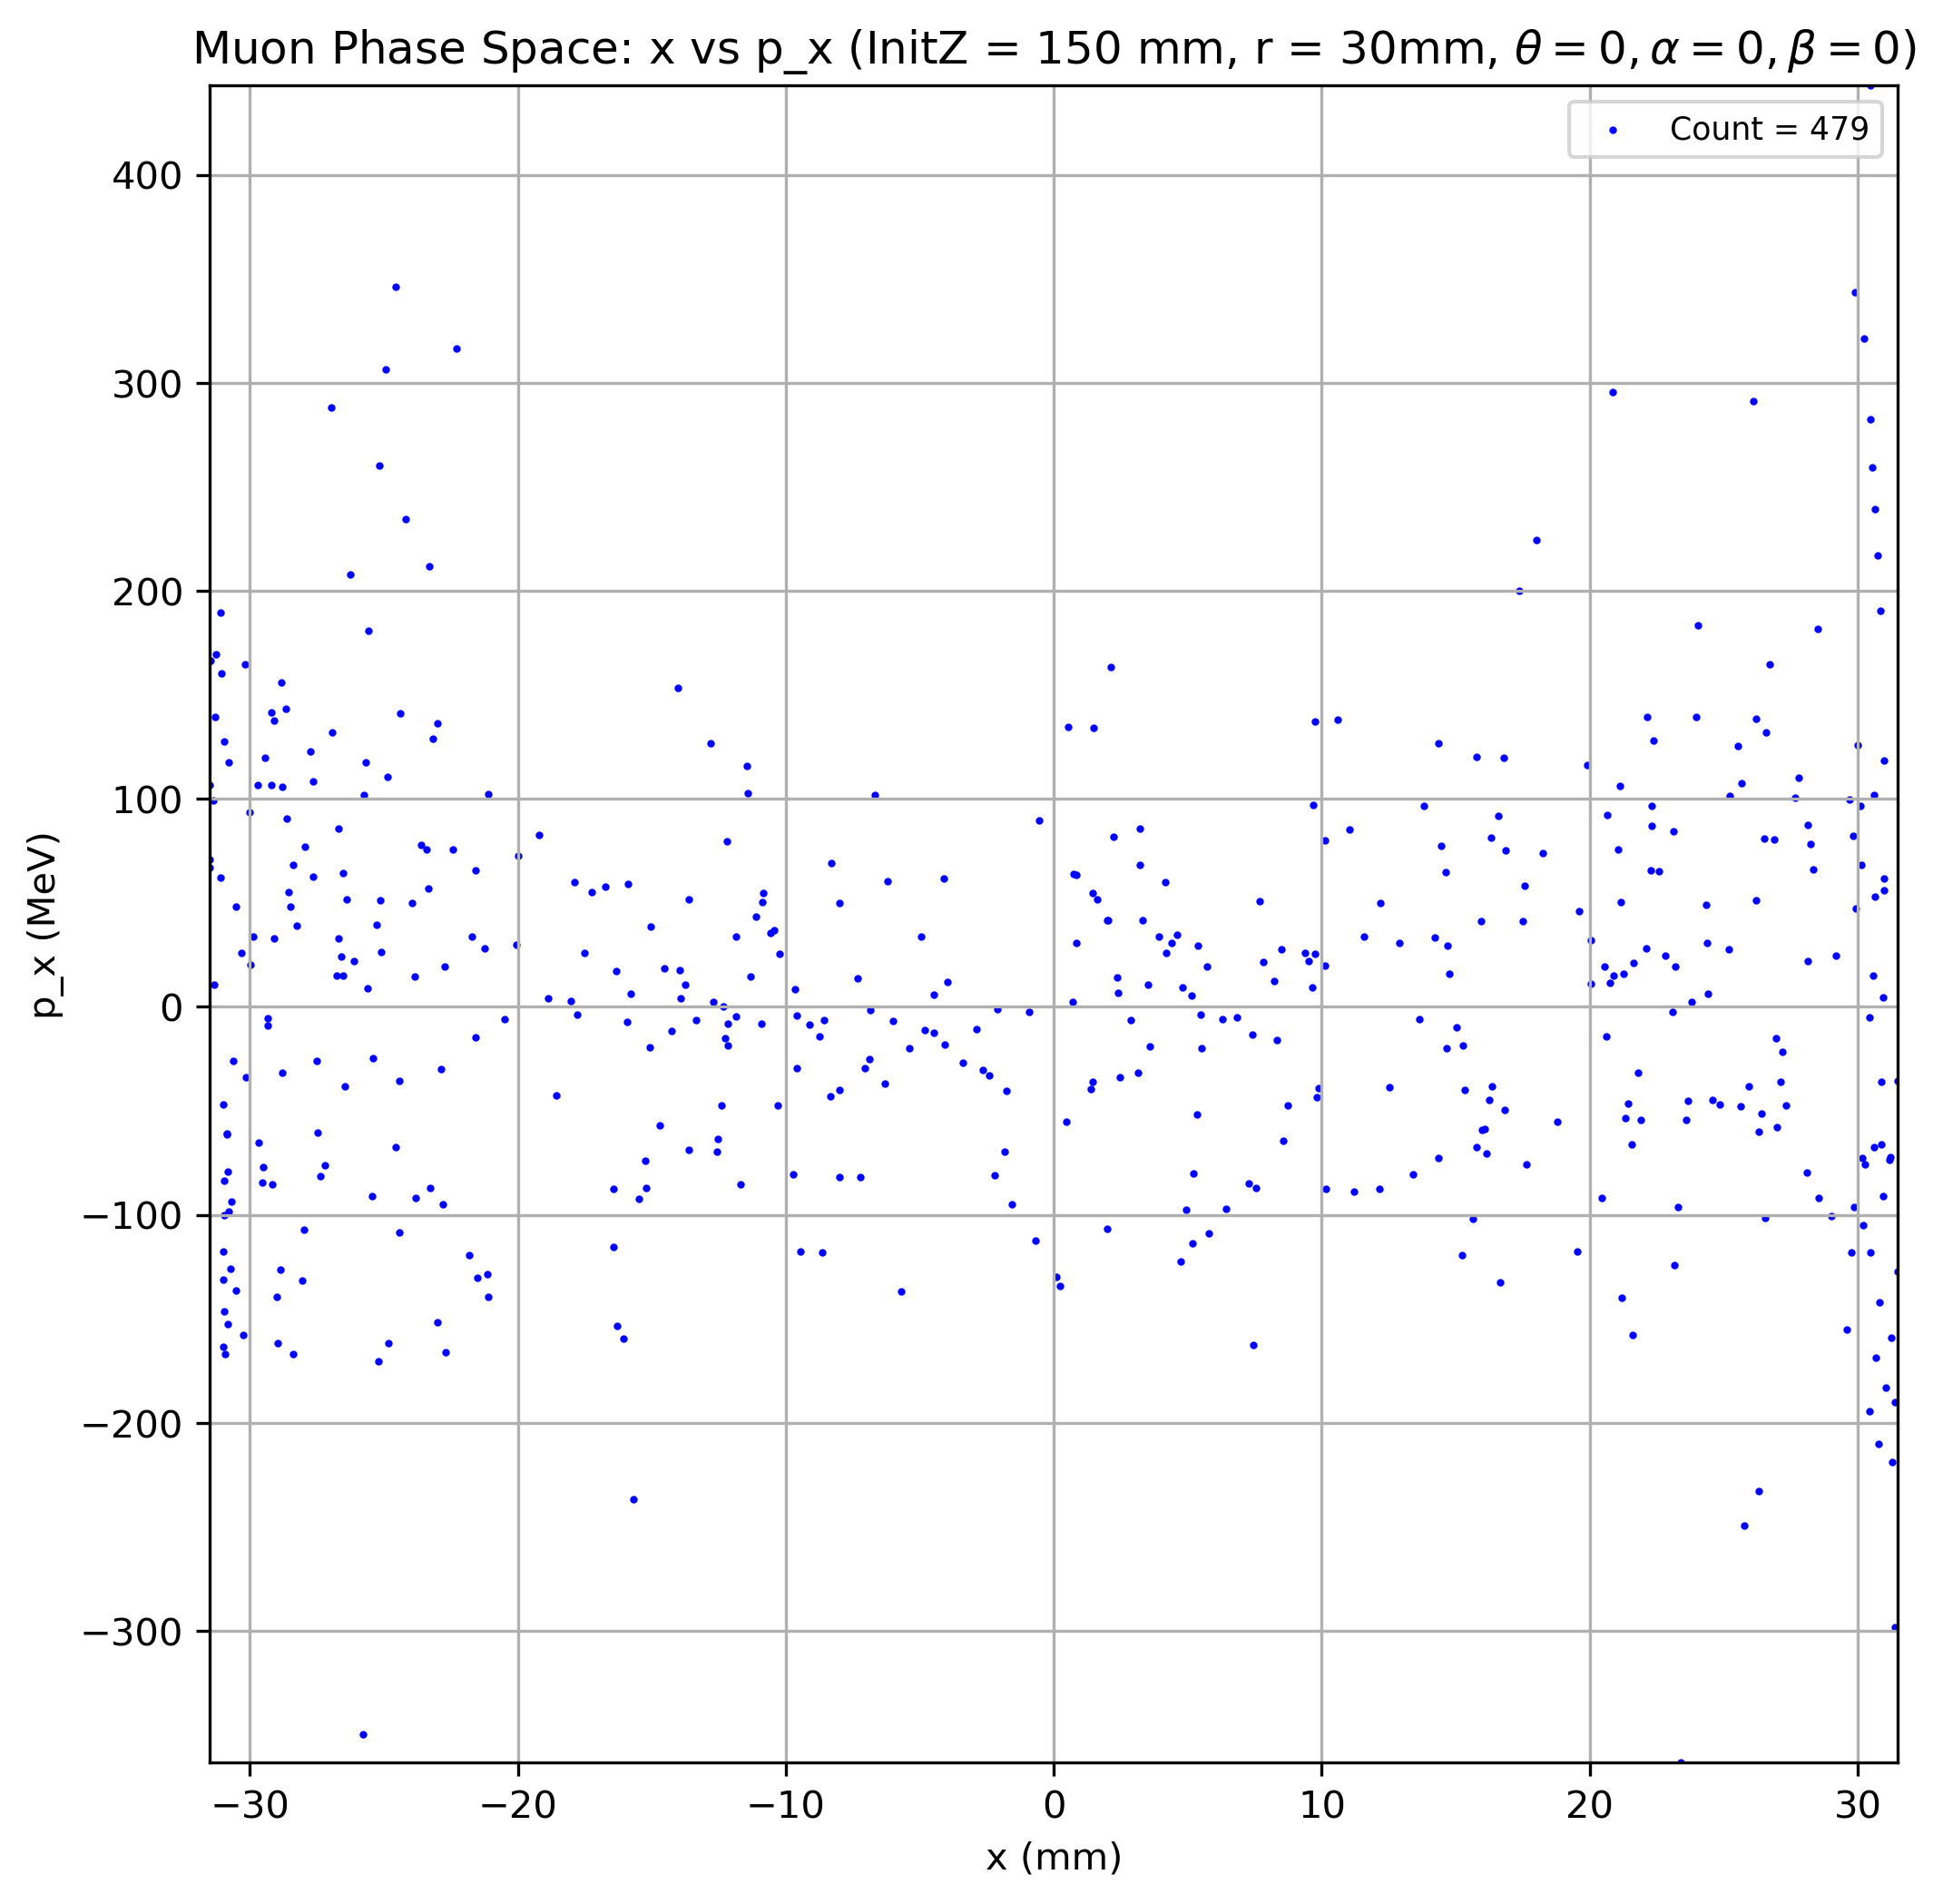 Muon Phase Space: x vs p_x (InitZ = 150 mm, r = 30mm, θ = 0, α = 0, β = 0)
Count = 479
400
300
200
100
0
−100
−200
−300
p_x (MeV)
−30 −20 −10 0 10 20 30
x (mm)